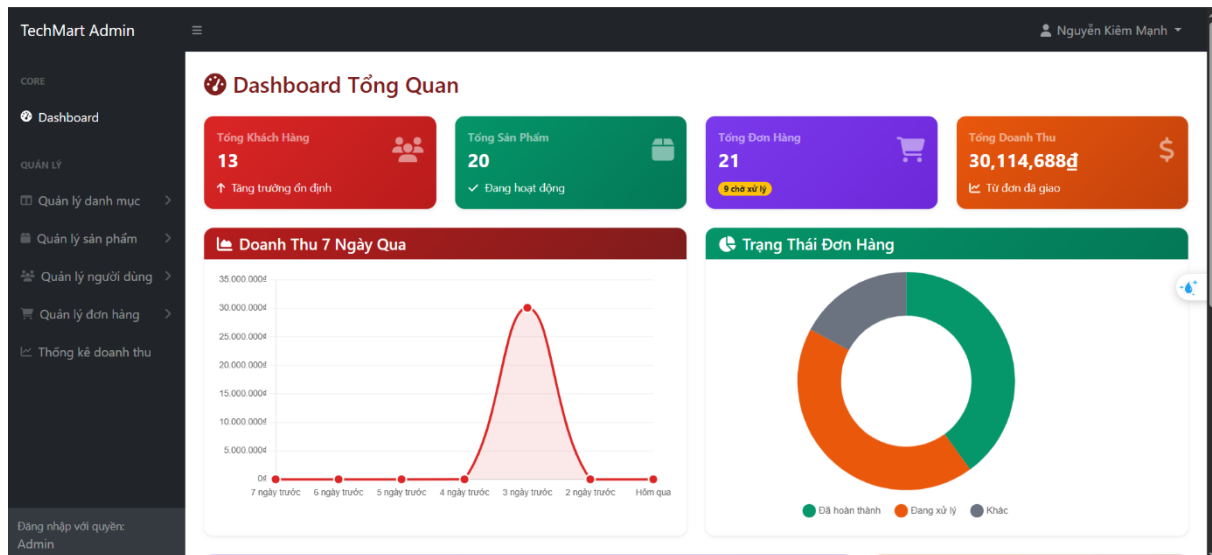 TechMart Admin
Nguyễn Kiêm Mạnh
CORE
Dashboard
QUẢN LÝ
Quản lý danh mục
Quản lý sản phẩm
Quản lý người dùng
Quản lý đơn hàng
Thống kê doanh thu
Đăng nhập với quyền:
Admin
Dashboard Tổng Quan
Tổng Khách Hàng
13
Tăng trưởng ổn định
Tổng Sản Phẩm
20
Đang hoạt động
Tổng Đơn Hàng
21
9 chờ xử lý
Tổng Doanh Thu
30,114,688₫
Từ đơn đã giao
Doanh Thu 7 Ngày Qua
35.000.000₫
30.000.000₫
25.000.000₫
20.000.000₫
15.000.000₫
10.000.000₫
5.000.000₫
0₫
7 ngày trước 6 ngày trước 5 ngày trước 4 ngày trước 3 ngày trước 2 ngày trước Hôm qua
Trạng Thái Đơn Hàng
Đã hoàn thành Đang xử lý Khác